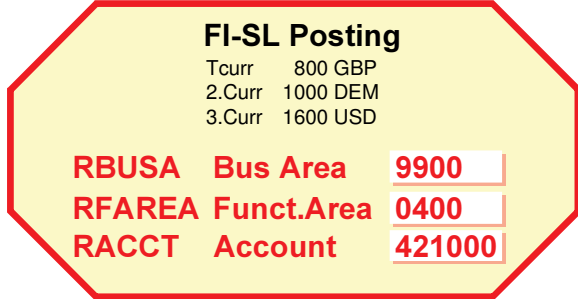 FI-SL Posting
Tcurr 800 GBP
2.Curr 1000 DEM
3.Curr 1600 USD
RBUSA Bus Area 9900
RFAREA Funct.Area 0400
RACCT Account 421000